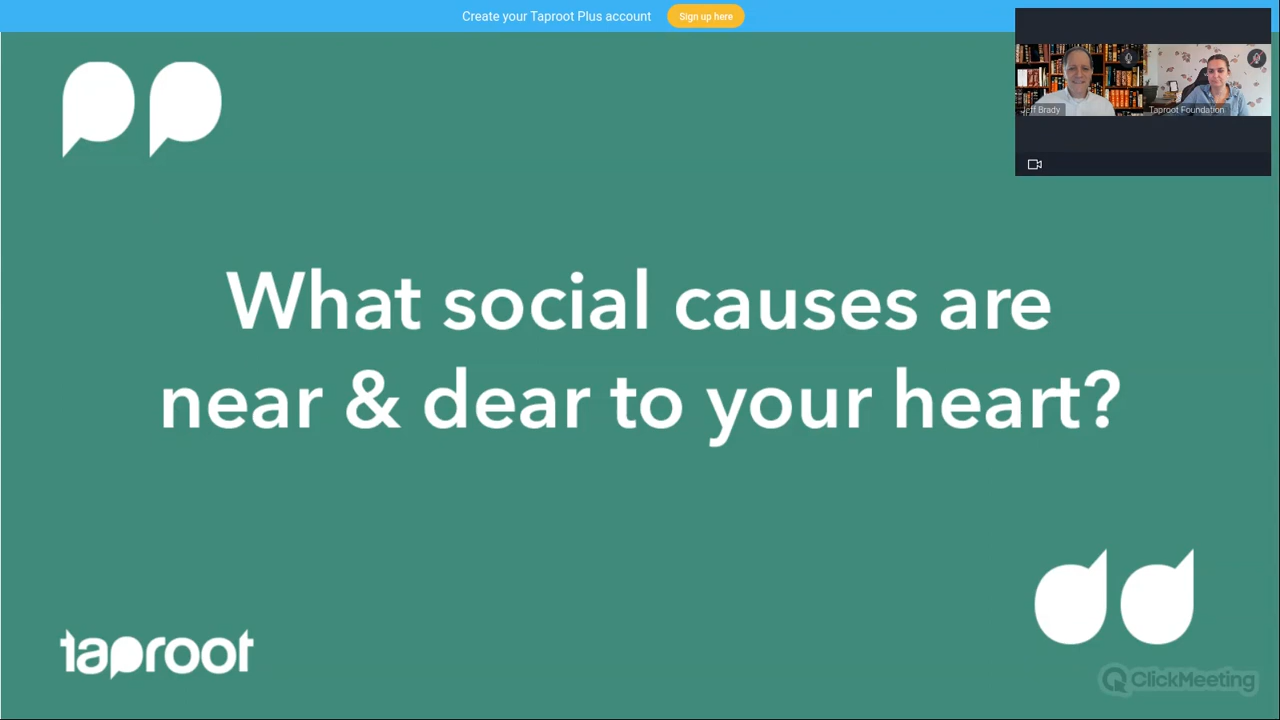 Create your Taproot Plus account Sign up here
Jeff Brady Taproot Foundation
What social causes are
near & dear to your heart?
taproot
ClickMeeting